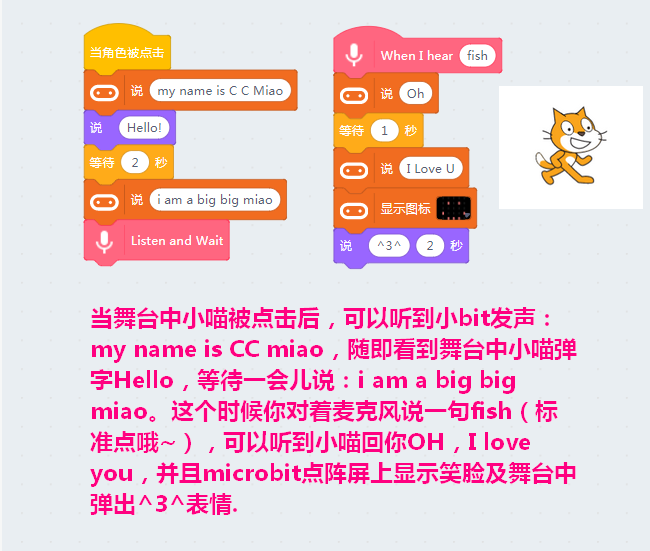 当角色被点击
说 my name is C C Miao
说 Hello!
等待 2 秒
说 i am a big big miao
Listen and Wait
When I hear fish
说 Oh
等待 1 秒
说 I Love U
显示图标
说 ^3^ 2 秒
当舞台中小喵被点击后，可以听到小bit发声：
my name is CC miao，随即看到舞台中小喵弹
字Hello，等待一会儿说：i am a big big
miao。这个时候你对着麦克风说一句fish（标
准点哦~），可以听到小喵回你OH，I love
you，并且microbit点阵屏上显示笑脸及舞台中
弹出^3^表情.